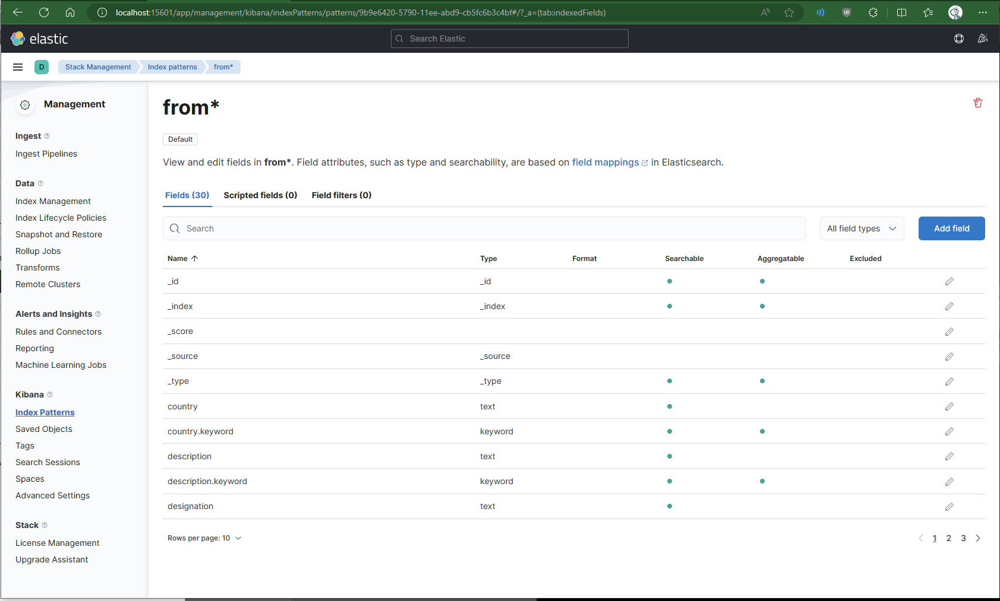 localhost:15601/app/management/kibana/indexPatterns/patterns/9b9e6420-5790-11ee-abd9-cb5fc6b3c4bf#/?_a=(tab:indexedFields)
elastic
Search Elastic
D
Stack Management
Index patterns
from*
Management
Ingest
Ingest Pipelines
Data
Index Management
Index Lifecycle Policies
Snapshot and Restore
Rollup Jobs
Transforms
Remote Clusters
Alerts and Insights
Rules and Connectors
Reporting
Machine Learning Jobs
Kibana
Index Patterns
Saved Objects
Tags
Search Sessions
Spaces
Advanced Settings
Stack
License Management
Upgrade Assistant
from*
Default
View and edit fields in from*. Field attributes, such as type and searchability, are based on field mappings in Elasticsearch.
Fields (30) Scripted fields (0) Field filters (0)
Search
All field types
Add field
Name Type Format Searchable Aggregatable Excluded
_id _id
_index _index
_score
_source _source
_type _type
country text
country.keyword keyword
description text
description.keyword keyword
designation text
Rows per page: 10
1 2 3